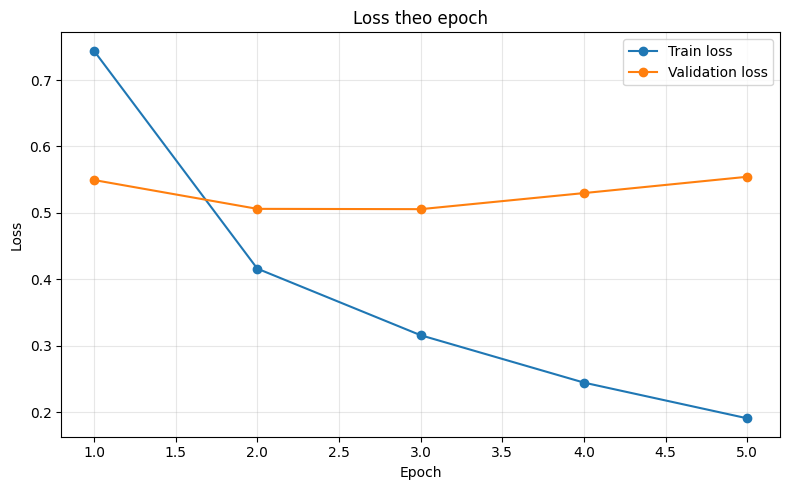 Loss theo epoch
Train loss
Validation loss
Loss
0.7
0.6
0.5
0.4
0.3
0.2
1.0 1.5 2.0 2.5 3.0 3.5 4.0 4.5 5.0
Epoch